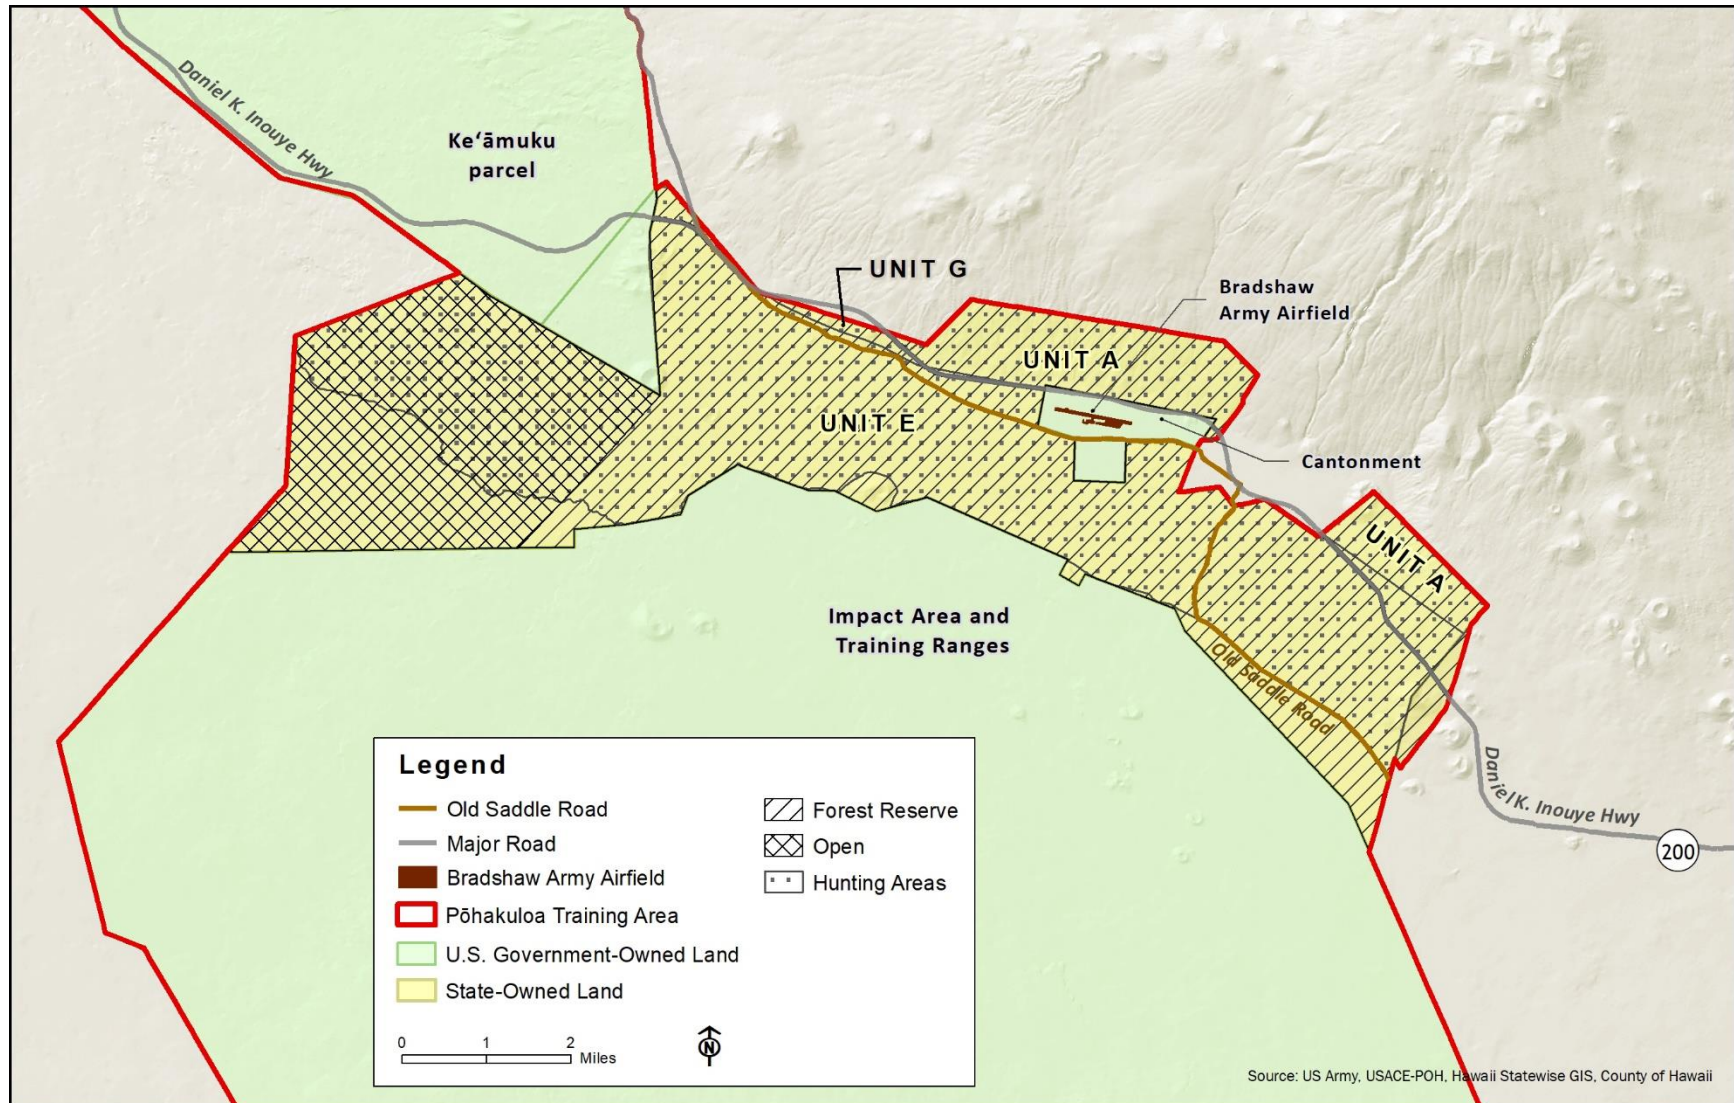 Daniel K. Inouye Hwy
Keʻāmuku
parcel
UNIT G
Bradshaw
Army Airfield
UNIT A
UNIT E
Cantonment
UNIT A
Impact Area and
Training Ranges
Old Saddle Road
Daniel K. Inouye Hwy
200
Legend
Old Saddle Road
Major Road
Bradshaw Army Airfield
Pōhakuloa Training Area
U.S. Government-Owned Land
State-Owned Land
Forest Reserve
Open
Hunting Areas
0 1 2
Miles
N
Source: US Army, USACE-POH, Hawaii Statewise GIS, County of Hawaii